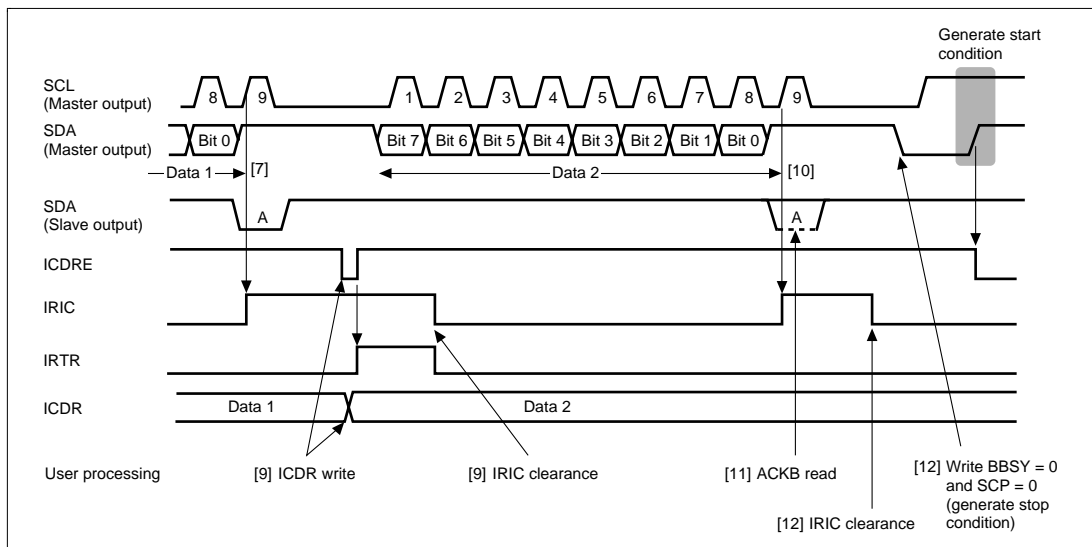 Generate start
condition
SCL
(Master output)
8 9 1 2 3 4 5 6 7 8 9
SDA
(Master output)
Bit 0 Bit 7 Bit 6 Bit 5 Bit 4 Bit 3 Bit 2 Bit 1 Bit 0
Data 1 [7] Data 2 [10]
SDA
(Slave output)
A A
ICDRE
IRIC
IRTR
ICDR
Data 1 Data 2
User processing
[9] ICDR write
[9] IRIC clearance
[11] ACKB read
[12] IRIC clearance
[12] Write BBSY = 0
and SCP = 0
(generate stop
condition)